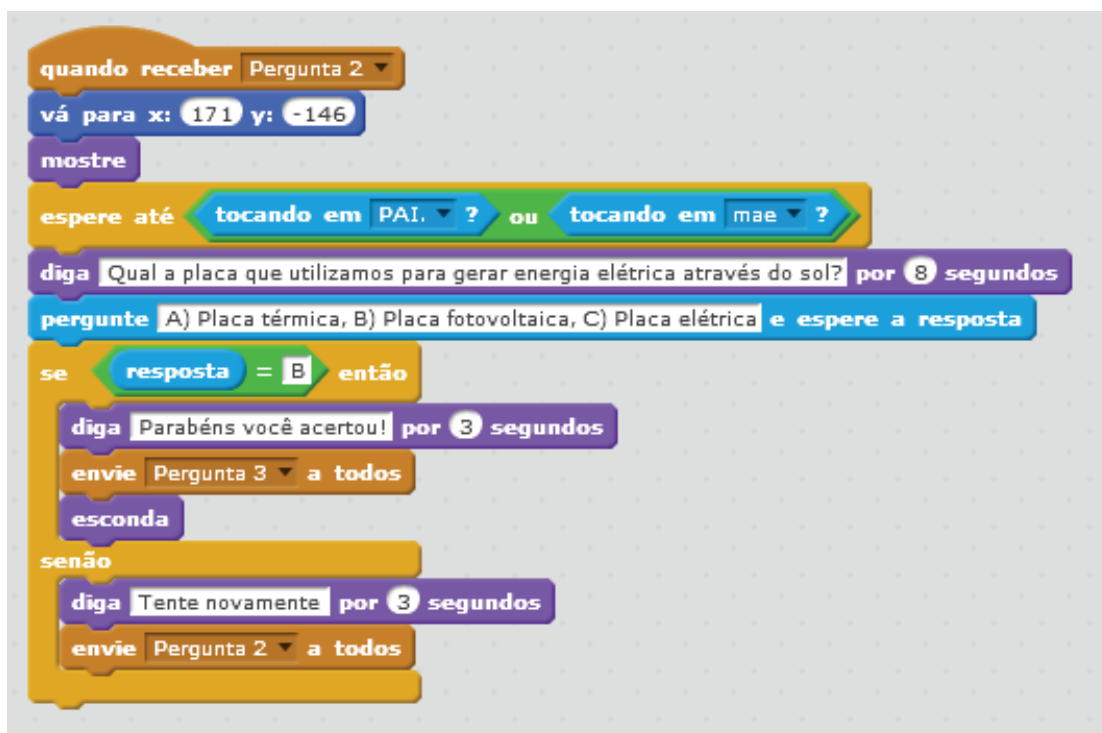 quando receber Pergunta 2
vá para x: 171 y: -146
mostre
espere até tocando em PAI. ? ou tocando em mae ?
diga Qual a placa que utilizamos para gerar energia elétrica através do sol? por 8 segundos
pergunte A) Placa térmica, B) Placa fotovoltaica, C) Placa elétrica e espere a resposta
se resposta = B então
diga Parabéns você acertou! por 3 segundos
envie Pergunta 3 a todos
esconda
senão
diga Tente novamente por 3 segundos
envie Pergunta 2 a todos